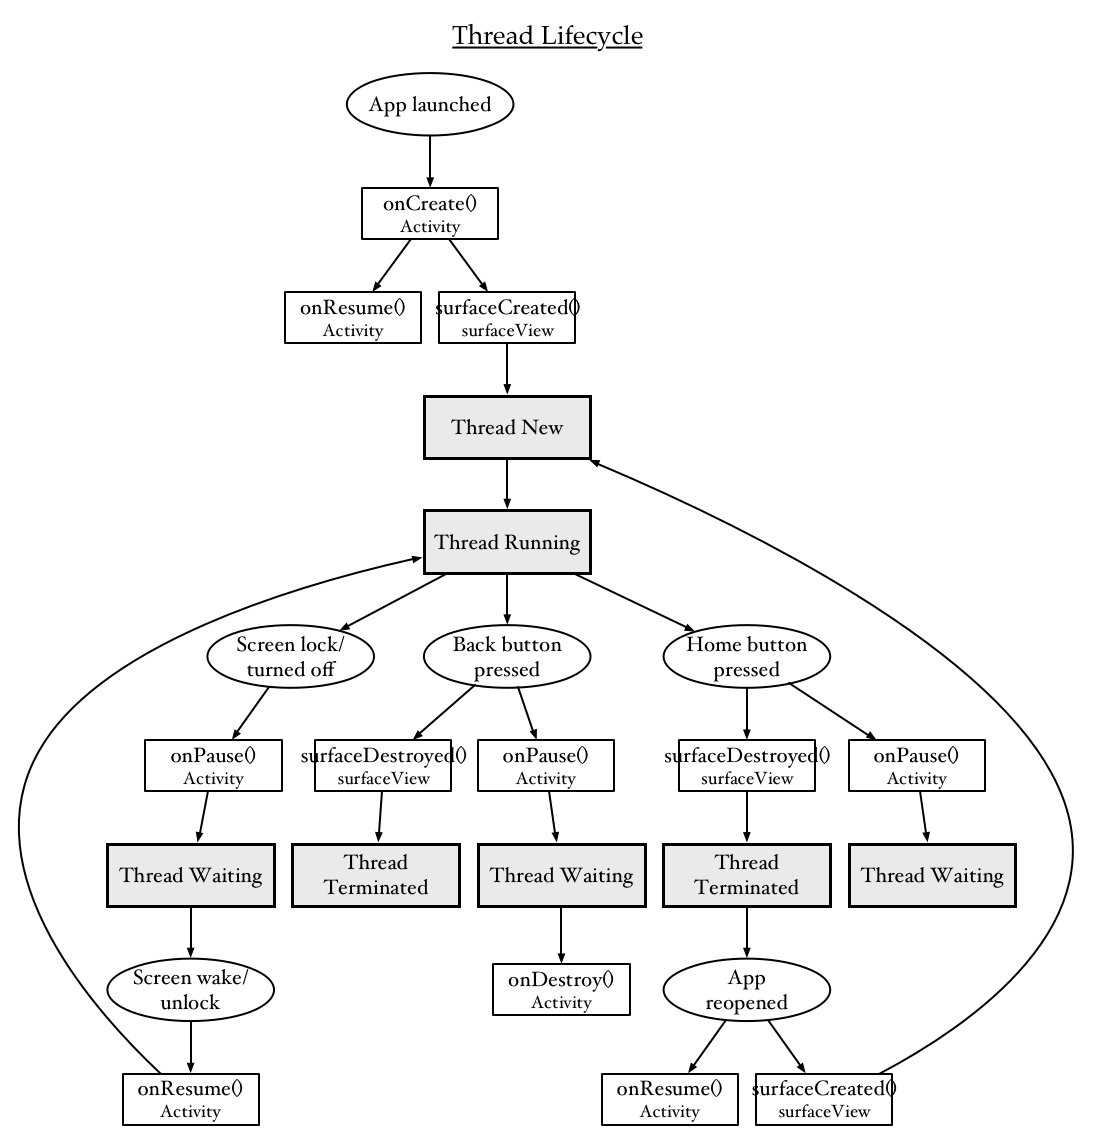 Thread Lifecycle
App launched
onCreate()
Activity
onResume()
Activity
surfaceCreated()
surfaceView
Thread New
Thread Running
Screen lock/
turned off
Back button
pressed
Home button
pressed
onPause()
Activity
surfaceDestroyed()
surfaceView
onPause()
Activity
surfaceDestroyed()
surfaceView
onPause()
Activity
Thread Waiting
Thread
Terminated
Thread Waiting
Thread
Terminated
Thread Waiting
Screen wake/
unlock
onDestroy()
Activity
App
reopened
onResume()
Activity
onResume()
Activity
surfaceCreated()
surfaceView